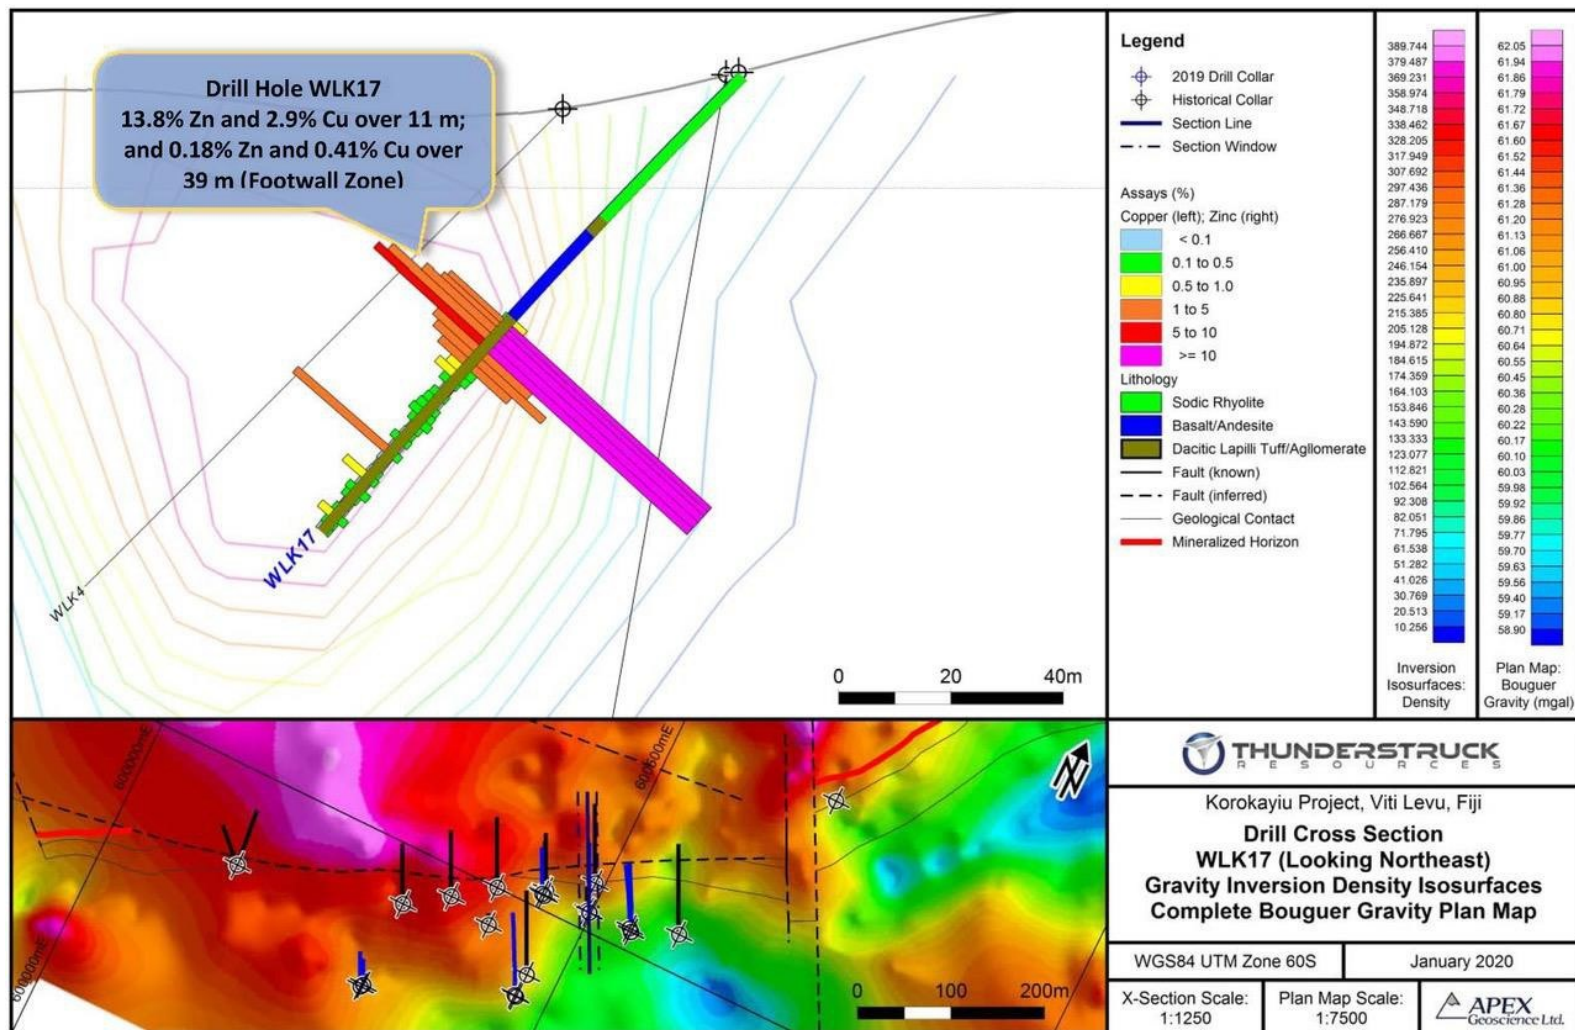 Drill Hole WLK17
13.8% Zn and 2.9% Cu over 11 m;
and 0.18% Zn and 0.41% Cu over
39 m (Footwall Zone)
WLK17
WLK4
0 20 40m
Legend
2019 Drill Collar
Historical Collar
Section Line
Section Window
Assays (%)
Copper (left); Zinc (right)
< 0.1
0.1 to 0.5
0.5 to 1.0
1 to 5
5 to 10
>= 10
Lithology
Sodic Rhyolite
Basalt/Andesite
Dacitic Lapilli Tuff/Agllomerate
Fault (known)
Fault (inferred)
Geological Contact
Mineralized Horizon
389.744
379.487
369.231
358.974
348.718
338.462
328.205
317.949
307.692
297.436
287.179
276.923
266.667
256.410
246.154
235.897
225.641
215.385
205.128
194.872
184.615
174.359
164.103
153.846
143.590
133.333
123.077
112.821
102.564
92.308
82.051
71.795
61.538
51.282
41.026
30.769
20.513
10.256
Inversion
Isosurfaces:
Density
62.05
61.94
61.86
61.79
61.72
61.67
61.60
61.52
61.44
61.36
61.28
61.20
61.13
61.06
61.00
60.95
60.88
60.80
60.71
60.64
60.55
60.45
60.36
60.28
60.22
60.17
60.10
60.03
59.98
59.92
59.86
59.77
59.70
59.63
59.56
59.40
59.17
58.90
Plan Map:
Bouguer
Gravity (mgal)
N
0 100 200m
THUNDERSTRUCK
RESOURCES
Korokayiu Project, Viti Levu, Fiji
Drill Cross Section
WLK17 (Looking Northeast)
Gravity Inversion Density Isosurfaces
Complete Bouguer Gravity Plan Map
WGS84 UTM Zone 60S
January 2020
X-Section Scale:
1:1250
Plan Map Scale:
1:7500
APEX
Geoscience Ltd.